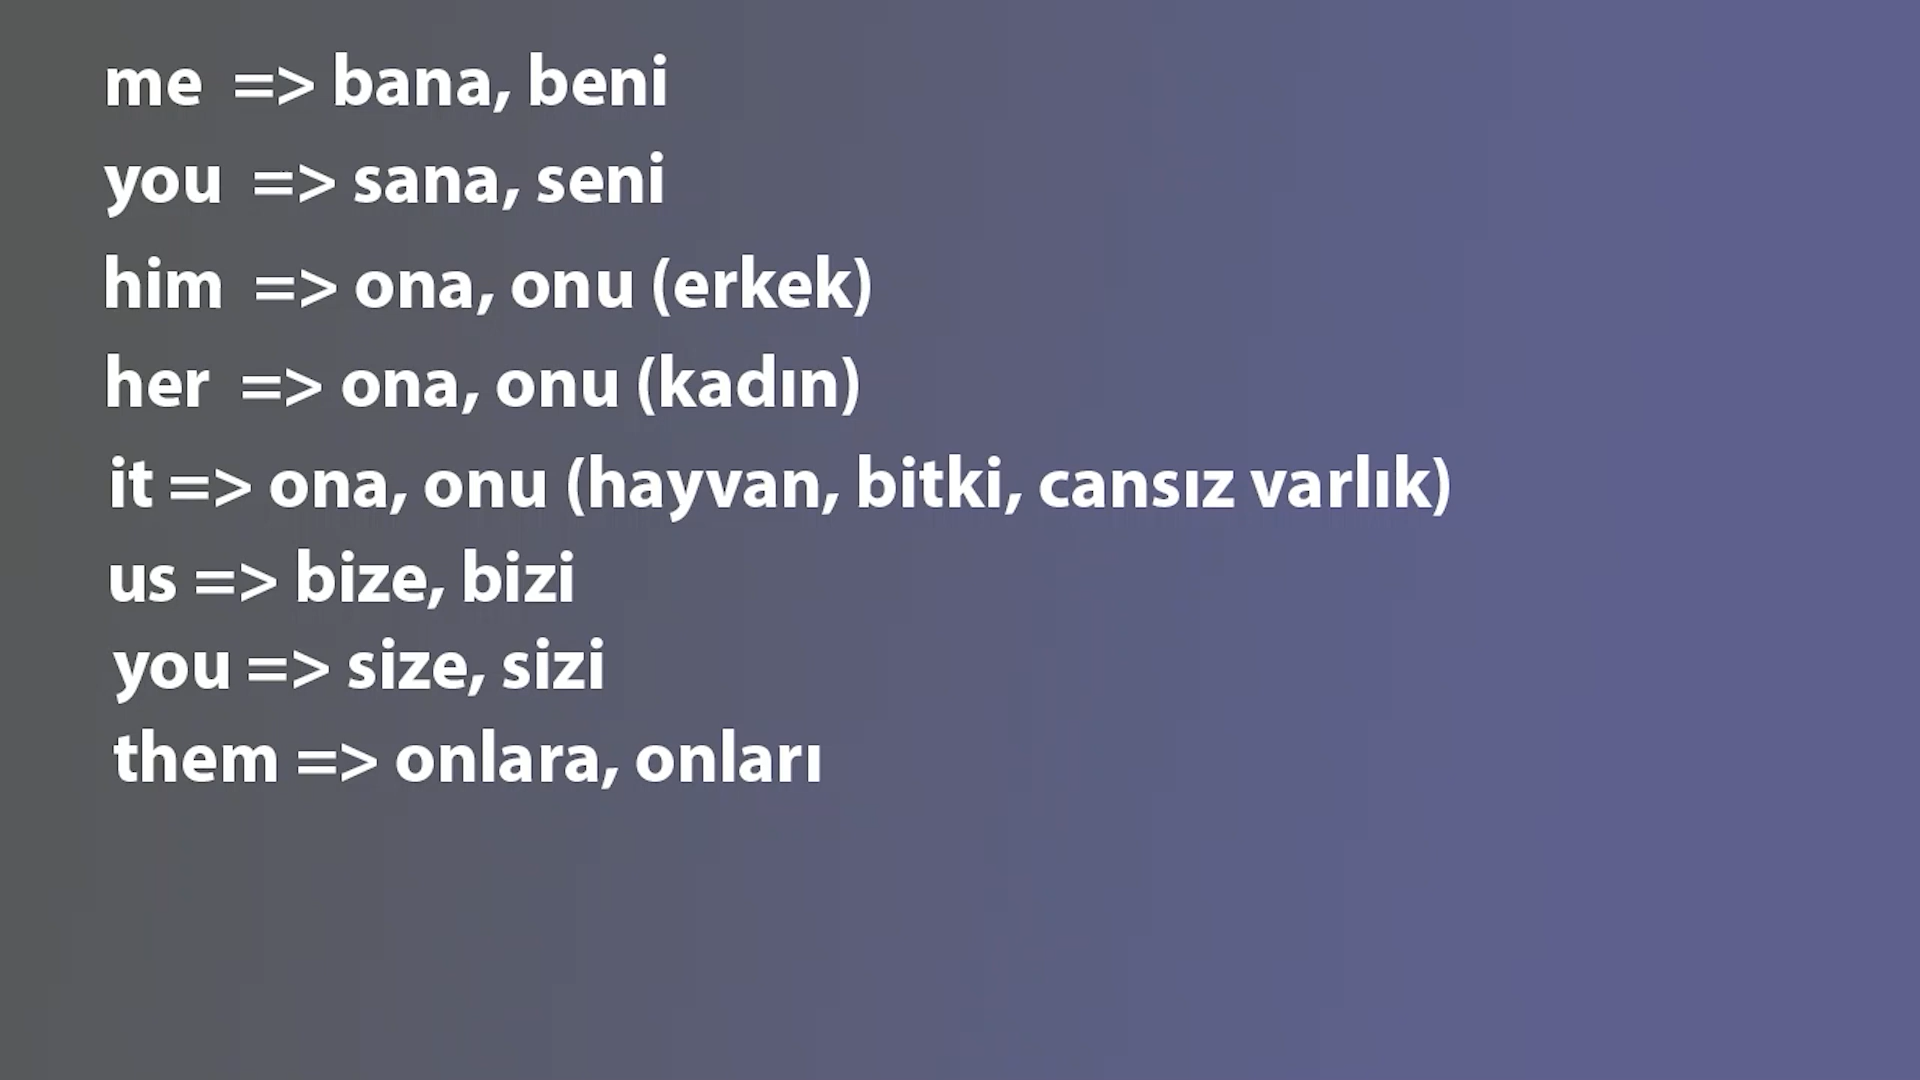 me => bana, beni
you => sana, seni
him => ona, onu (erkek)
her => ona, onu (kadın)
it => ona, onu (hayvan, bitki, cansız varlık)
us => bize, bizi
you => size, sizi
them => onlara, onları